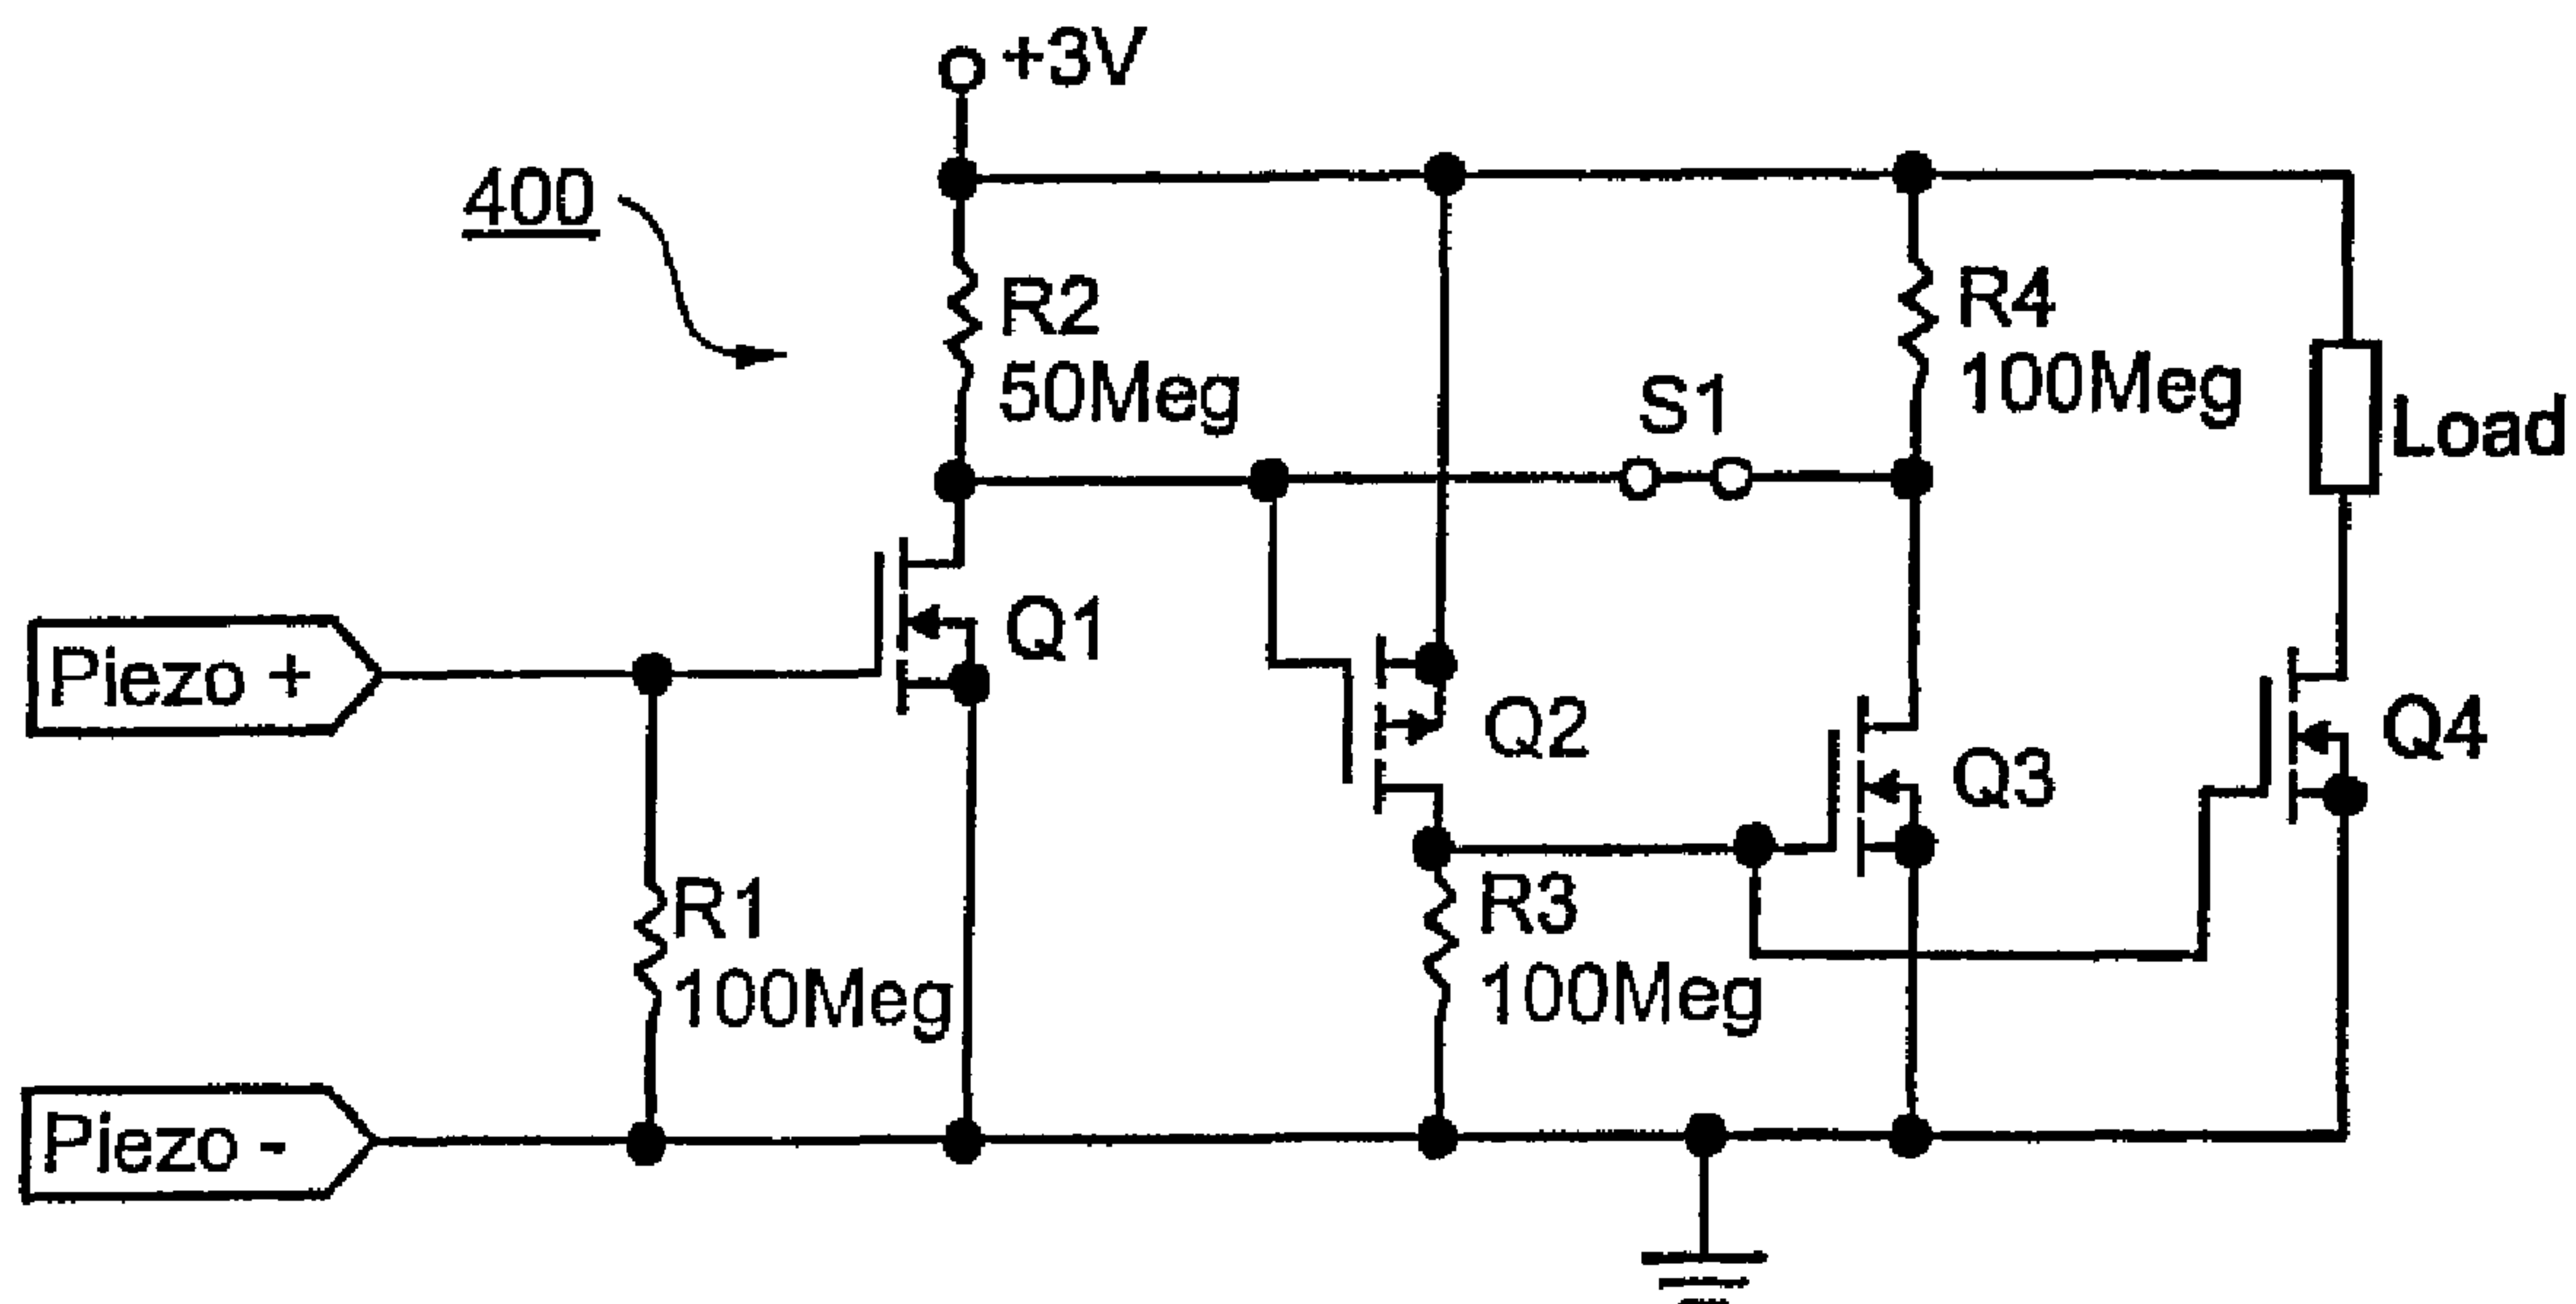 +3V
400
R2
50Meg
S1
R4
100Meg
Load
Piezo +
Q1
Q2
Q3
Q4
R1
100Meg
R3
100Meg
Piezo -